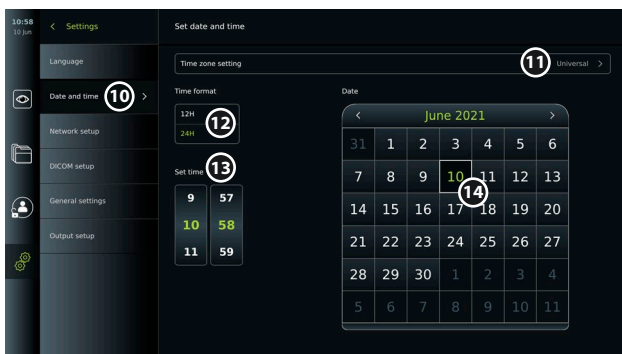 10:58
10 Jun
< Settings
Set date and time
Language
Date and time 10 >
Network setup
DICOM setup
General settings
Output setup
Time zone setting 11 Universal >
Time format
12H
24H
12
Set time 13
9 57
10 58
11 59
Date
< June 2021 >
31 1 2 3 4 5 6
7 8 9 10 11 12 13
14
14 15 16 17 18 19 20
21 22 23 24 25 26 27
28 29 30 1 2 3 4
5 6 7 8 9 10 11